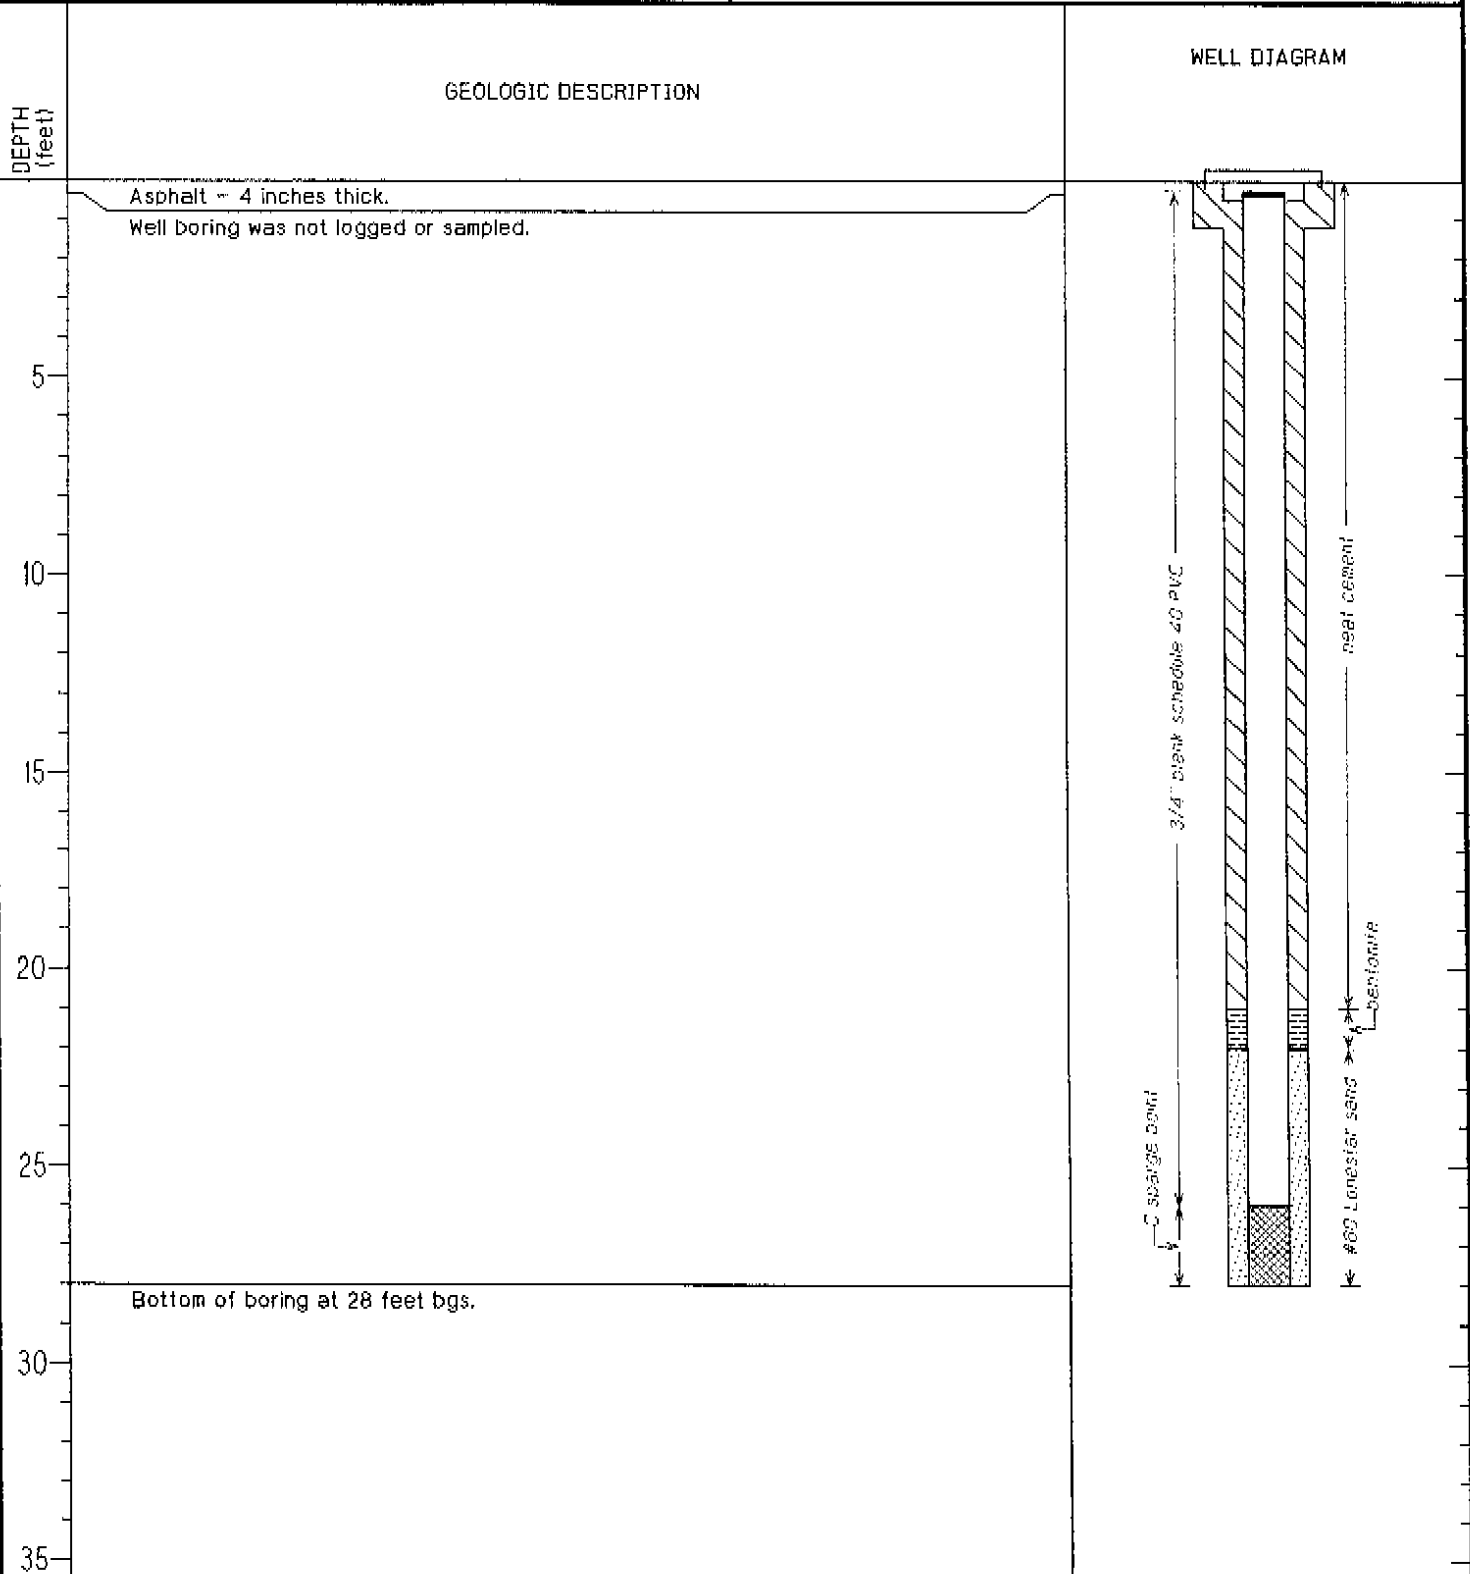 DEPTH
(feet)
GEOLOGIC DESCRIPTION
WELL DIAGRAM
Asphalt ~ 4 inches thick.
Well boring was not logged or sampled.
5
10
15
20
25
30
35
3/4" blank schedule 40 PVC
neat cement
bentonite
sparge point
#60 Lonestar sand
Bottom of boring at 28 feet bgs.